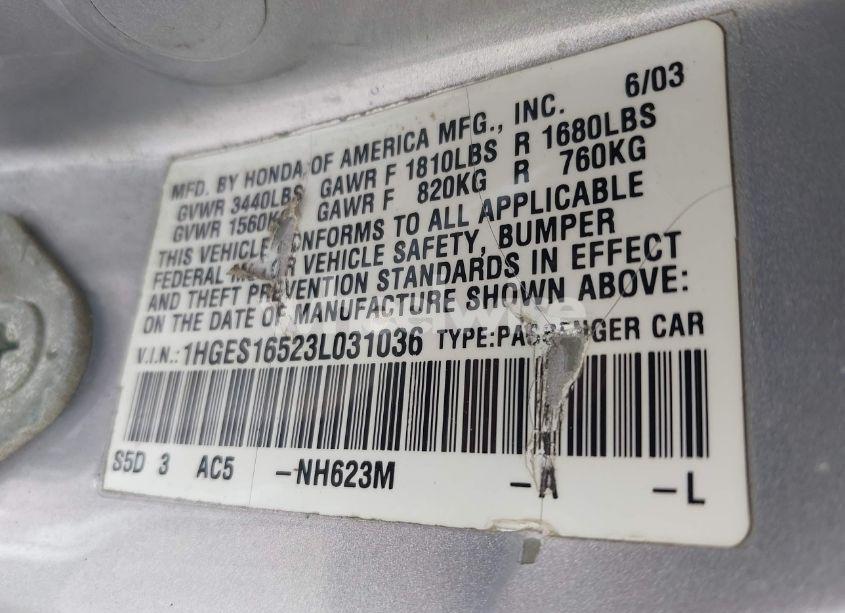 6/03
MFD. BY HONDA OF AMERICA MFG., INC.
GVWR 3440LBS GAWR F 1810LBS R 1680LBS
GVWR 1560KG GAWR F 820KG R 760KG
THIS VEHICLE CONFORMS TO ALL APPLICABLE
FEDERAL VEHICLE SAFETY, BUMPER
AND THEFT PREVENTION STANDARDS IN EFFECT
ON THE DATE OF MANUFACTURE SHOWN ABOVE:
V.I.N.: 1HGES16523L031036 TYPE:PASSENGER CAR
S5D 3 AC5 -NH623M - -L